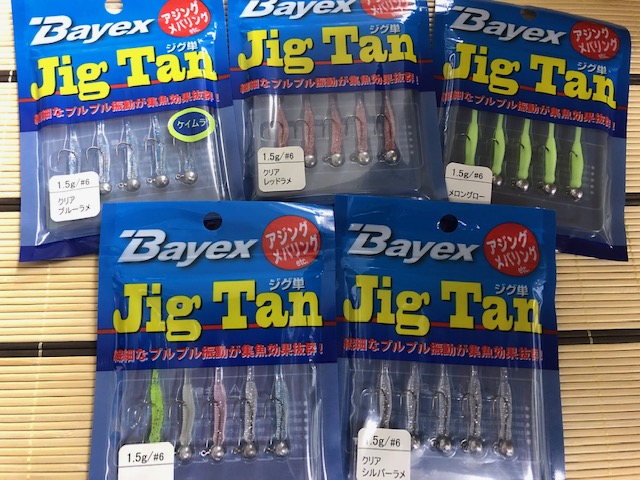 Bayex
アジング
メバリング
etc.
ジグ単
Jig Tan
繊細なブルブル振動が集魚効果抜群!
ケイムラ
1.5g/#6
クリア
ブルーラメ
Bayex
メバリング
etc.
ジグ単
Jig Tan
繊細なブルブル振動が集魚効果抜群!
1.5g/#6
クリア
レッドラメ
Bayex
アジング
メバリング
etc.
ジグ単
Jig Tan
繊細なブルブル振動が集魚効果抜群!
1.5g/#6
メロングロー
Bayex
アジング
メバリング
etc.
ジグ単
Jig Tan
繊細なブルブル振動が集魚効果抜群!
1.5g/#6
Bayex
アジング
メバリング
etc.
ジグ単
Jig Tan
繊細なブルブル振動が集魚効果抜群!
1.5g/#6
クリア
シルバーラメ